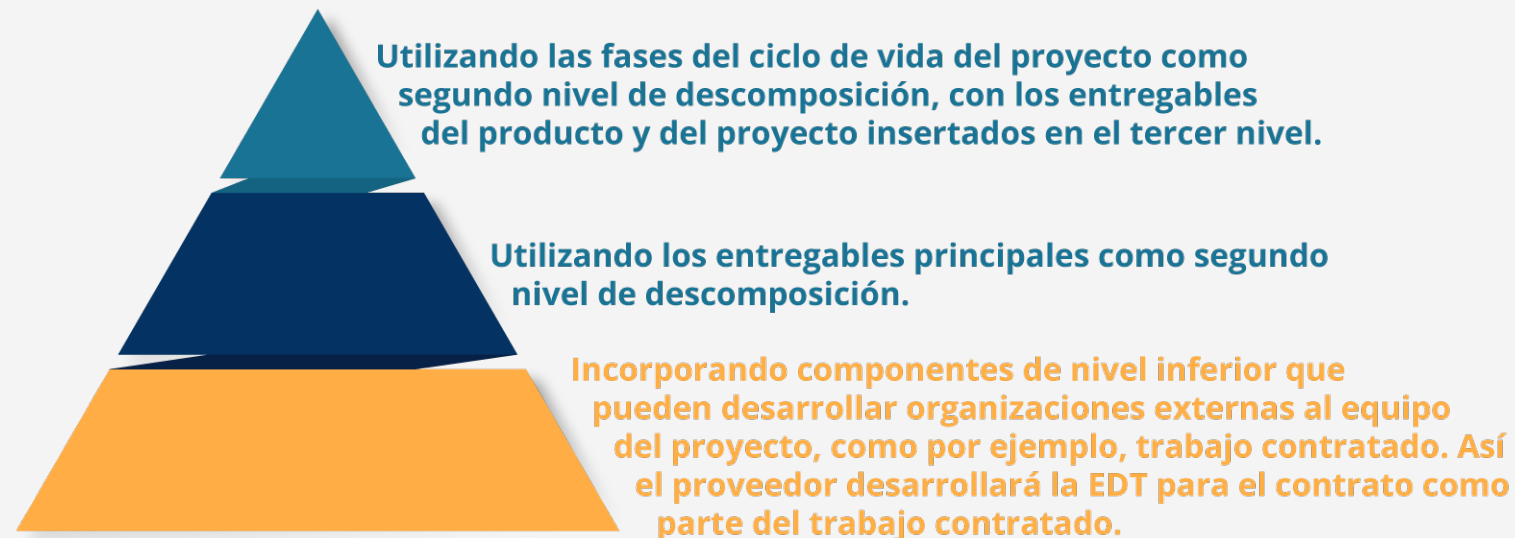 Utilizando las fases del ciclo de vida del proyecto como
segundo nivel de descomposición, con los entregables
del producto y del proyecto insertados en el tercer nivel.
Utilizando los entregables principales como segundo
nivel de descomposición.
Incorporando componentes de nivel inferior que
pueden desarrollar organizaciones externas al equipo
del proyecto, como por ejemplo, trabajo contratado. Así
el proveedor desarrollará la EDT para el contrato como
parte del trabajo contratado.